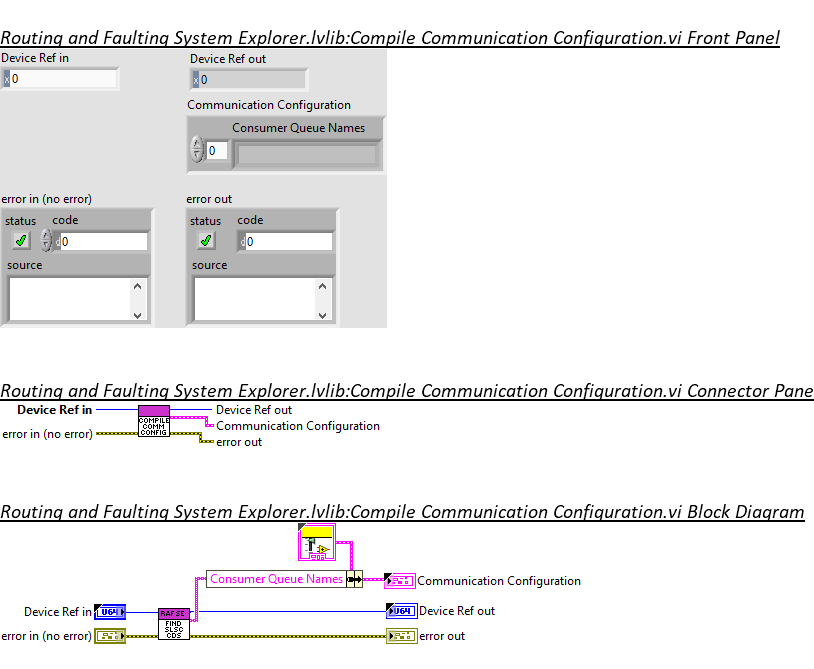 Routing and Faulting System Explorer.lvlib:Compile Communication Configuration.vi Front Panel
Device Ref in
Device Ref out
x 0
x 0
Communication Configuration
Consumer Queue Names
0
error in (no error)
error out
status code
status code
d 0
d 0
source
source
Routing and Faulting System Explorer.lvlib:Compile Communication Configuration.vi Connector Pane
Device Ref in
Device Ref out
COMPILE
COMM
CONFIG
Communication Configuration
error in (no error)
error out
Routing and Faulting System Explorer.lvlib:Compile Communication Configuration.vi Block Diagram
Consumer Queue Names
Communication Configuration
Device Ref in
U64
RAF SE
FIND
SLSC
CDS
U64
Device Ref out
error in (no error)
error out